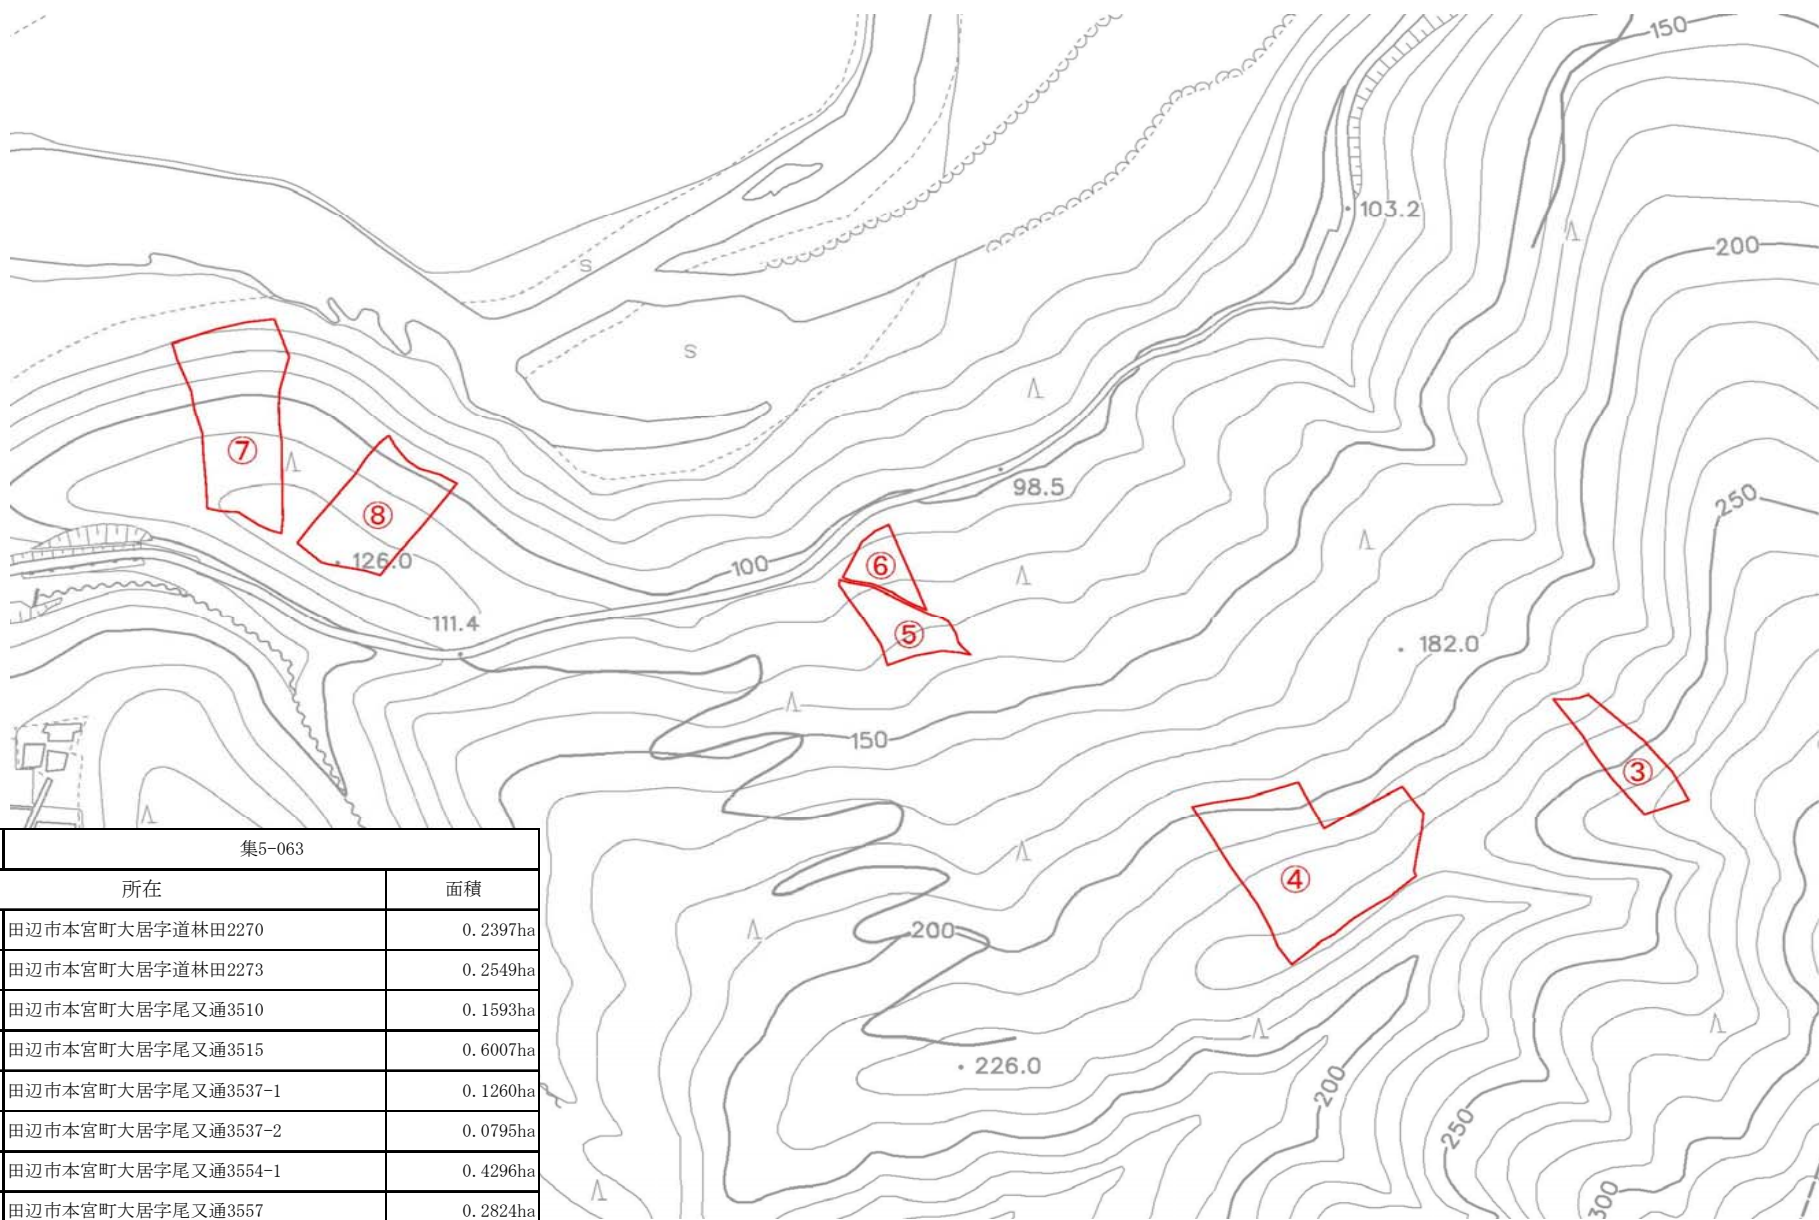 150
103.2
200
S
S
⑦
98.5
250
⑧
126.0
100
⑥
111.4
⑤
182.0
150
③
④
集5-063
所在 面積
田辺市本宮町大居字道林田2270 0.2397ha
田辺市本宮町大居字道林田2273 0.2549ha
田辺市本宮町大居字尾又通3510 0.1593ha
田辺市本宮町大居字尾又通3515 0.6007ha
田辺市本宮町大居字尾又通3537-1 0.1260ha
田辺市本宮町大居字尾又通3537-2 0.0795ha
田辺市本宮町大居字尾又通3554-1 0.4296ha
田辺市本宮町大居字尾又通3557 0.2824ha
200
226.0
200
250
300